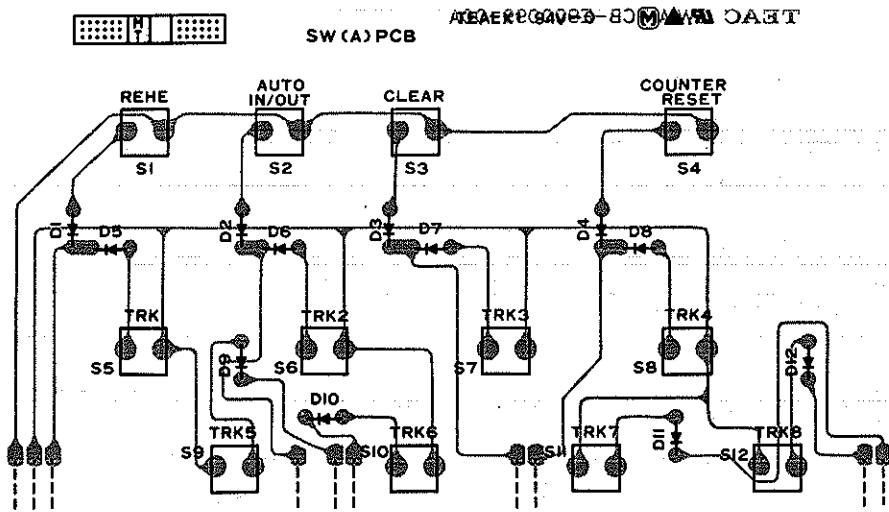 M
T
SW (A) PCB
TEAC
REHE
AUTO
IN/OUT
CLEAR
COUNTER
RESET
S1
S2
S3
S4
D1
D5
D2
D6
D3
D7
D4
D8
TRK
TRK2
TRK3
TRK4
S5
D9
S6
S7
S8
D12
D10
S9
TRK5
S10
TRK6
S11
TRK7
D11
S12
TRK8